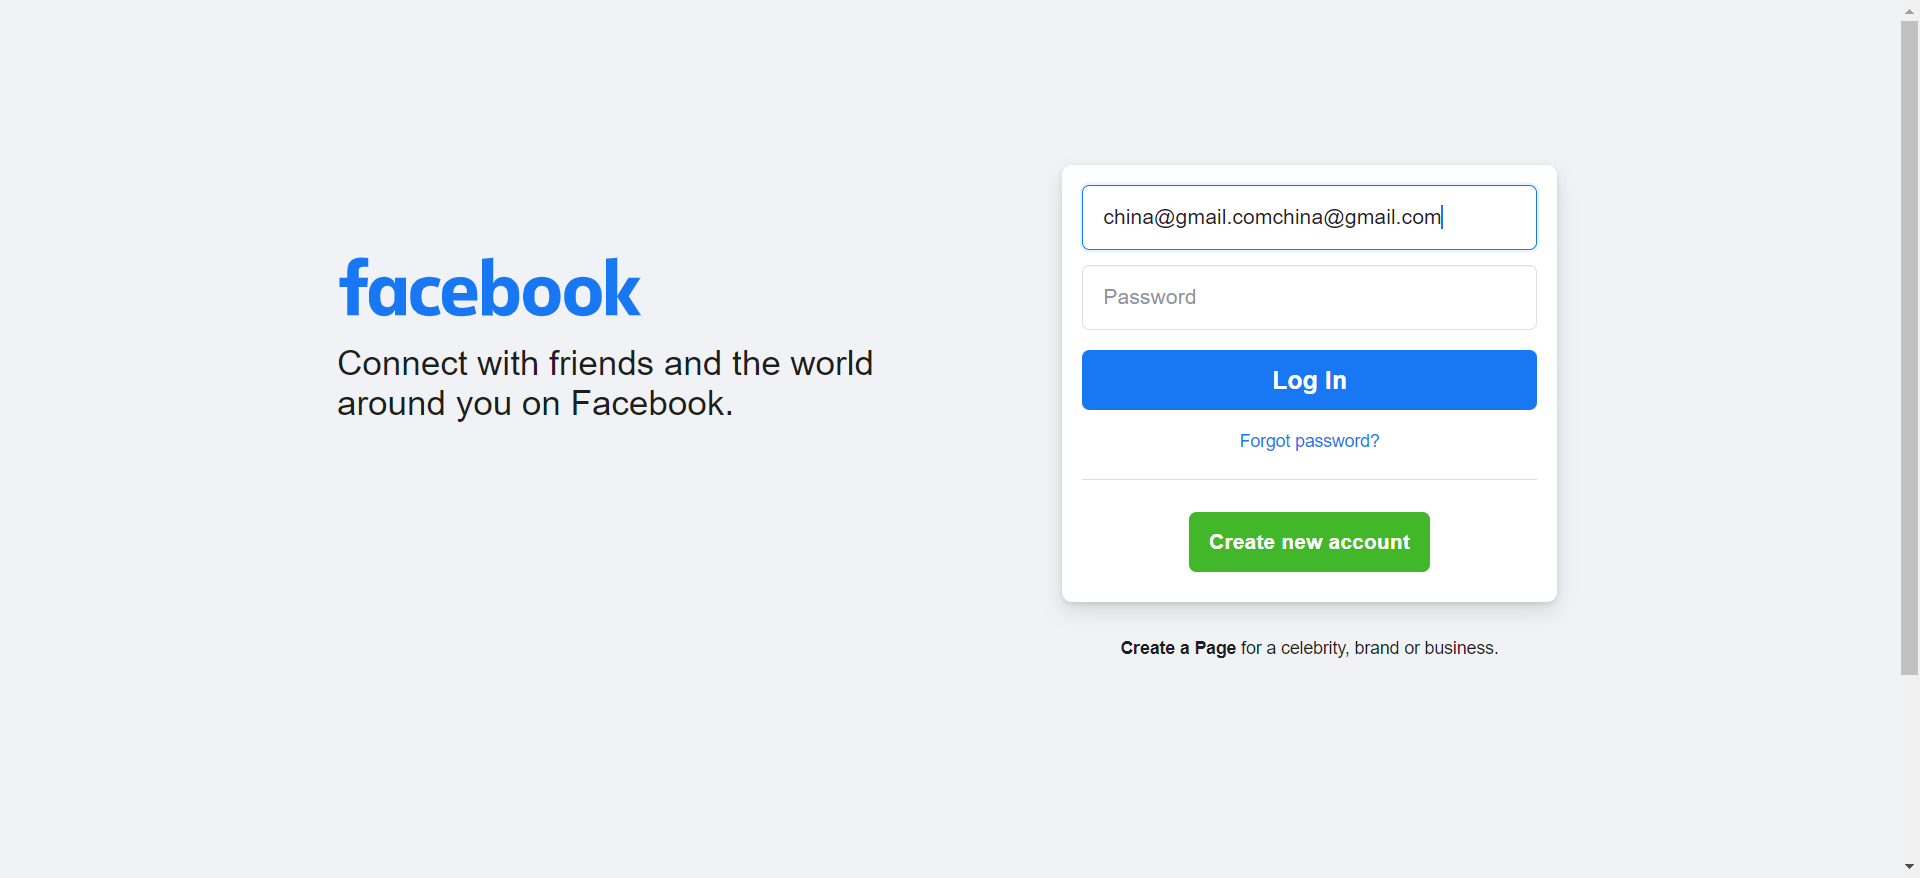 facebook
Connect with friends and the world
around you on Facebook.
china@gmail.comchina@gmail.com
Password
Log In
Forgot password?
Create new account
Create a Page for a celebrity, brand or business.